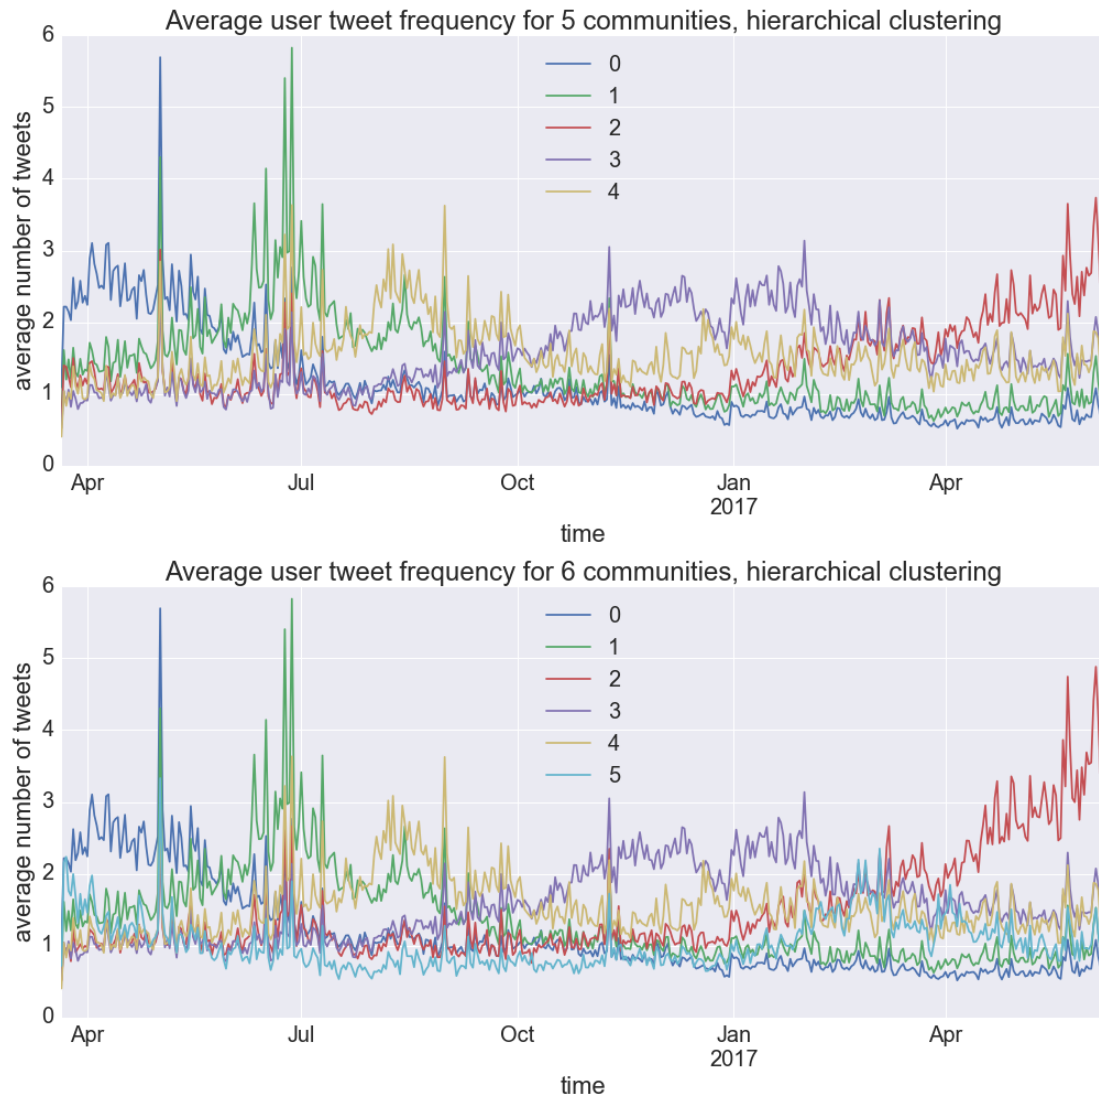 Average user tweet frequency for 5 communities, hierarchical clustering
6
5
4
3
2
1
0
average number of tweets
0
1
2
3
4
Apr
Jul
Oct
Jan
2017
Apr
time
Average user tweet frequency for 6 communities, hierarchical clustering
6
5
4
3
2
1
0
average number of tweets
0
1
2
3
4
5
Apr
Jul
Oct
Jan
2017
Apr
time